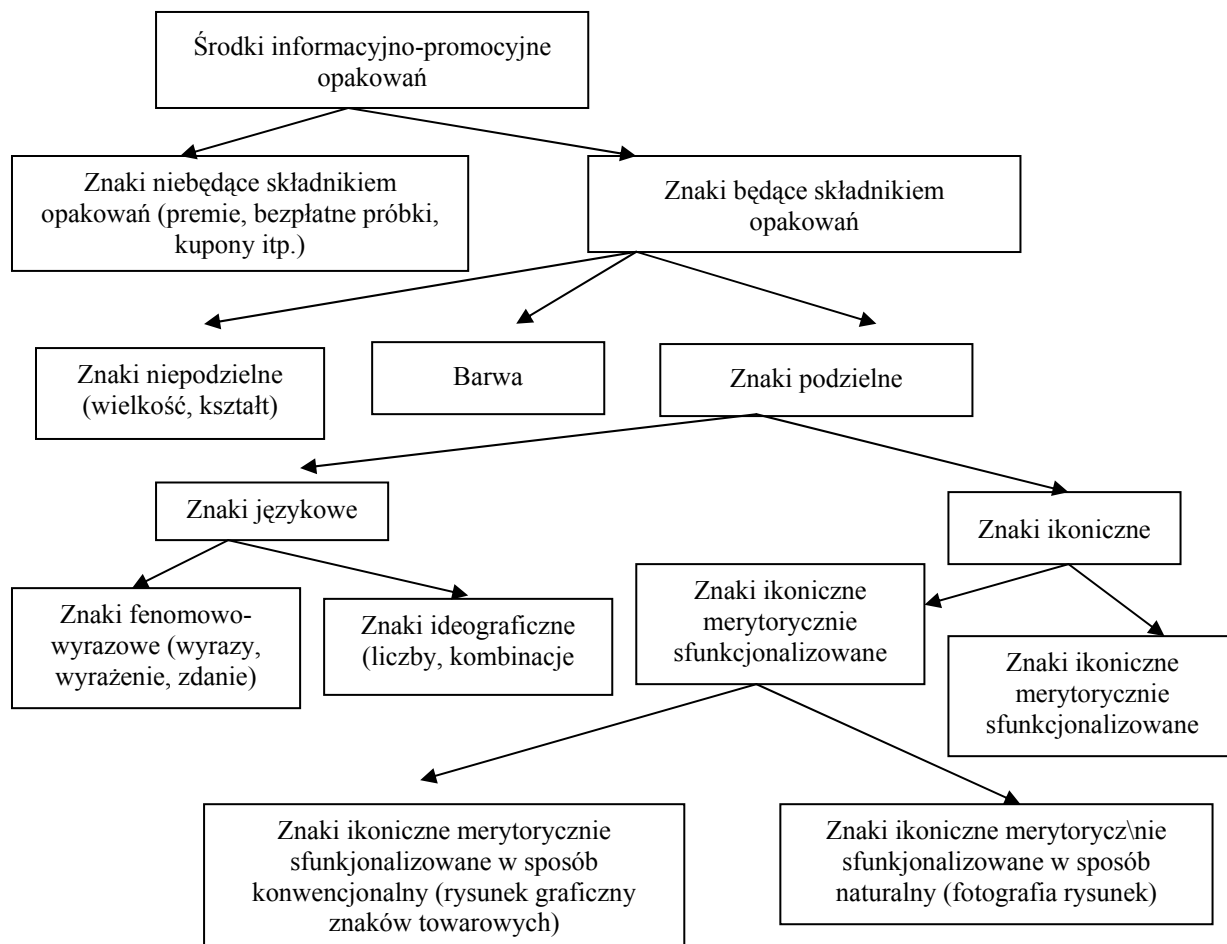 Środki informacyjno-promocyjne
opakowań
Znaki niebędące składnikiem
opakowań (premie, bezpłatne próbki,
kupony itp.)
Znaki będące składnikiem
opakowań
Znaki niepodzielne
(wielkość, kształt)
Barwa
Znaki podzielne
Znaki językowe
Znaki ikoniczne
Znaki fenomowo-
wyrazowe (wyrazy,
wyrażenie, zdanie)
Znaki ideograficzne
(liczby, kombinacje
Znaki ikoniczne
merytorycznie
sfunkcjonalizowane
Znaki ikoniczne
merytorycznie
sfunkcjonalizowane
Znaki ikoniczne merytorycznie
sfunkjonalizowane w sposób
konwencjonalny (rysunek graficzny
znaków towarowych)
Znaki ikoniczne merytorycz\nie
sfunkjonalizowane w sposób
naturalny (fotografia rysunek)